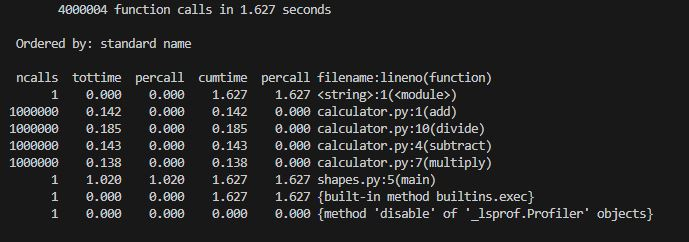 4000004 function calls in 1.627 seconds
Ordered by: standard name
ncalls tottime percall cumtime percall filename:lineno(function)
1 0.000 0.000 1.627 1.627 <string>:1(<module>)
1000000 0.142 0.000 0.142 0.000 calculator.py:1(add)
1000000 0.185 0.000 0.185 0.000 calculator.py:10(divide)
1000000 0.143 0.000 0.143 0.000 calculator.py:4(subtract)
1000000 0.138 0.000 0.138 0.000 calculator.py:7(multiply)
1 1.020 1.020 1.627 1.627 shapes.py:5(main)
1 0.000 0.000 1.627 1.627 {built-in method builtins.exec}
1 0.000 0.000 0.000 0.000 {method 'disable' of '_lsprof.Profiler' objects}